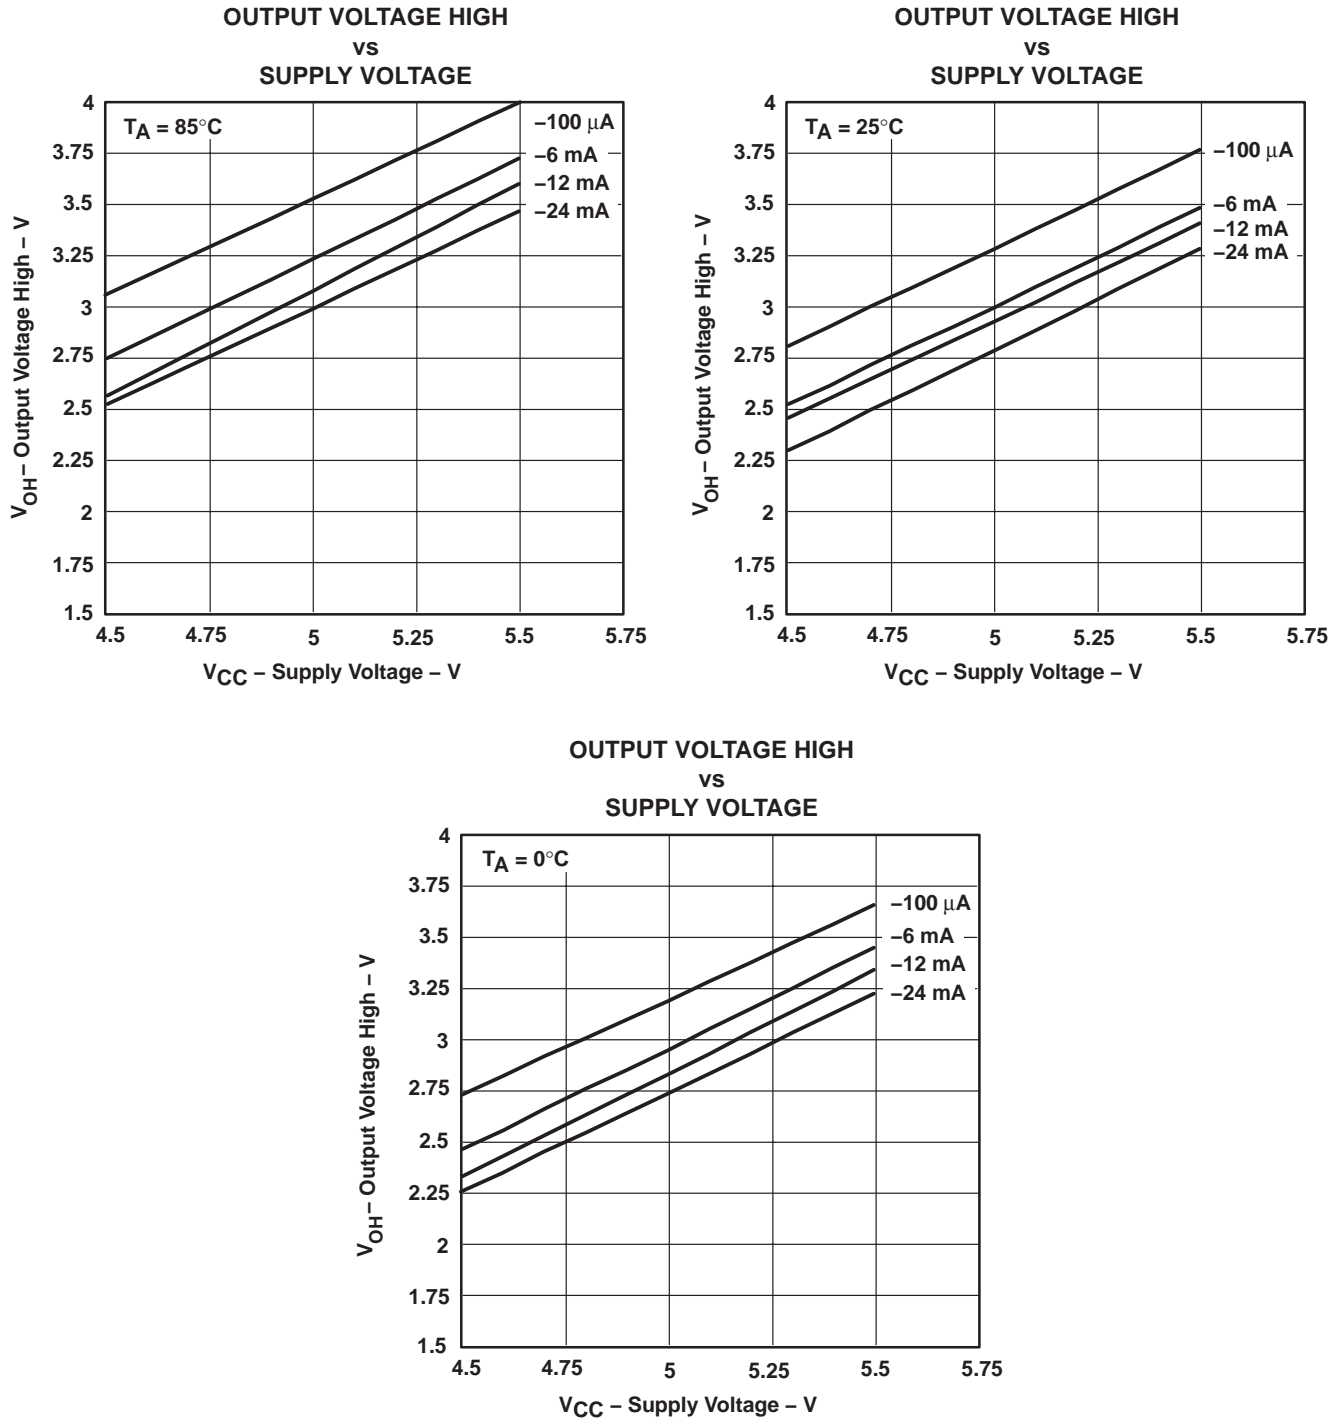 OUTPUT VOLTAGE HIGH
vs
SUPPLY VOLTAGE
TA = 85°C
–100 μA
–6 mA
–12 mA
–24 mA
4
3.75
3.5
3.25
3
2.75
2.5
2.25
2
1.75
1.5
4.5 4.75 5 5.25 5.5 5.75
VOH – Output Voltage High – V
VCC – Supply Voltage – V
OUTPUT VOLTAGE HIGH
vs
SUPPLY VOLTAGE
TA = 25°C
–100 μA
–6 mA
–12 mA
–24 mA
4
3.75
3.5
3.25
3
2.75
2.5
2.25
2
1.75
1.5
4.5 4.75 5 5.25 5.5 5.75
VOH – Output Voltage High – V
VCC – Supply Voltage – V
OUTPUT VOLTAGE HIGH
vs
SUPPLY VOLTAGE
TA = 0°C
–100 μA
–6 mA
–12 mA
–24 mA
4
3.75
3.5
3.25
3
2.75
2.5
2.25
2
1.75
1.5
4.5 4.75 5 5.25 5.5 5.75
VOH – Output Voltage High – V
VCC – Supply Voltage – V